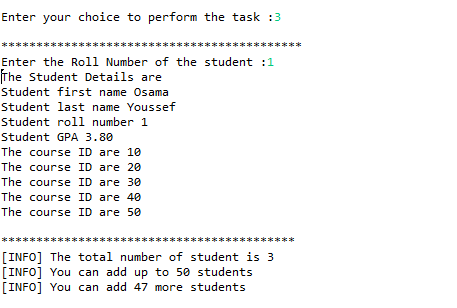 Enter your choice to perform the task :3
*******************************************
Enter the Roll Number of the student :1
The Student Details are
Student first name Osama
Student last name Youssef
Student roll number 1
Student GPA 3.80
The course ID are 10
The course ID are 20
The course ID are 30
The course ID are 40
The course ID are 50
******************************************
[INFO] The total number of student is 3
[INFO] You can add up to 50 students
[INFO] You can add 47 more students